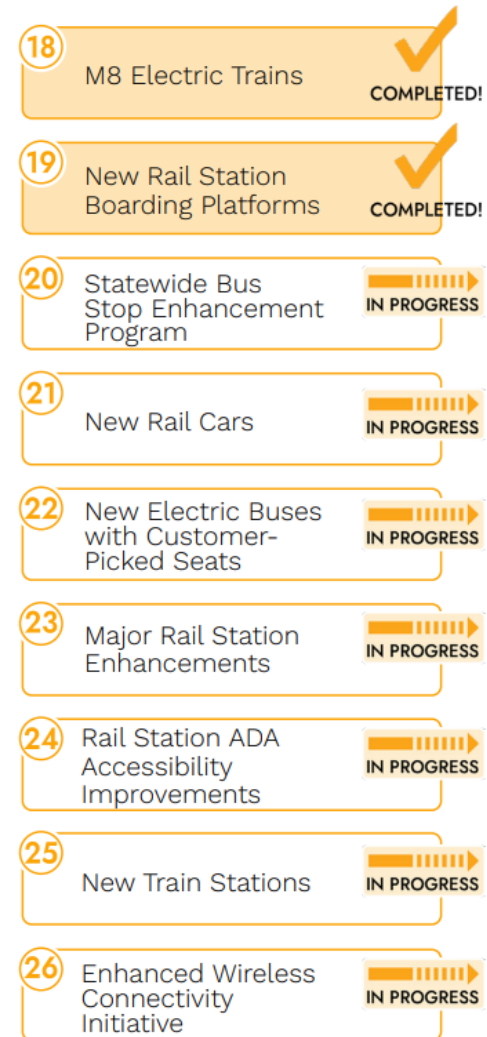 18
M8 Electric Trains
COMPLETED!
19
New Rail Station
Boarding Platforms
COMPLETED!
20
Statewide Bus
Stop Enhancement
Program
IN PROGRESS
21
New Rail Cars
IN PROGRESS
22
New Electric Buses
with Customer-
Picked Seats
IN PROGRESS
23
Major Rail Station
Enhancements
IN PROGRESS
24
Rail Station ADA
Accessibility
Improvements
IN PROGRESS
25
New Train Stations
IN PROGRESS
26
Enhanced Wireless
Connectivity
Initiative
IN PROGRESS